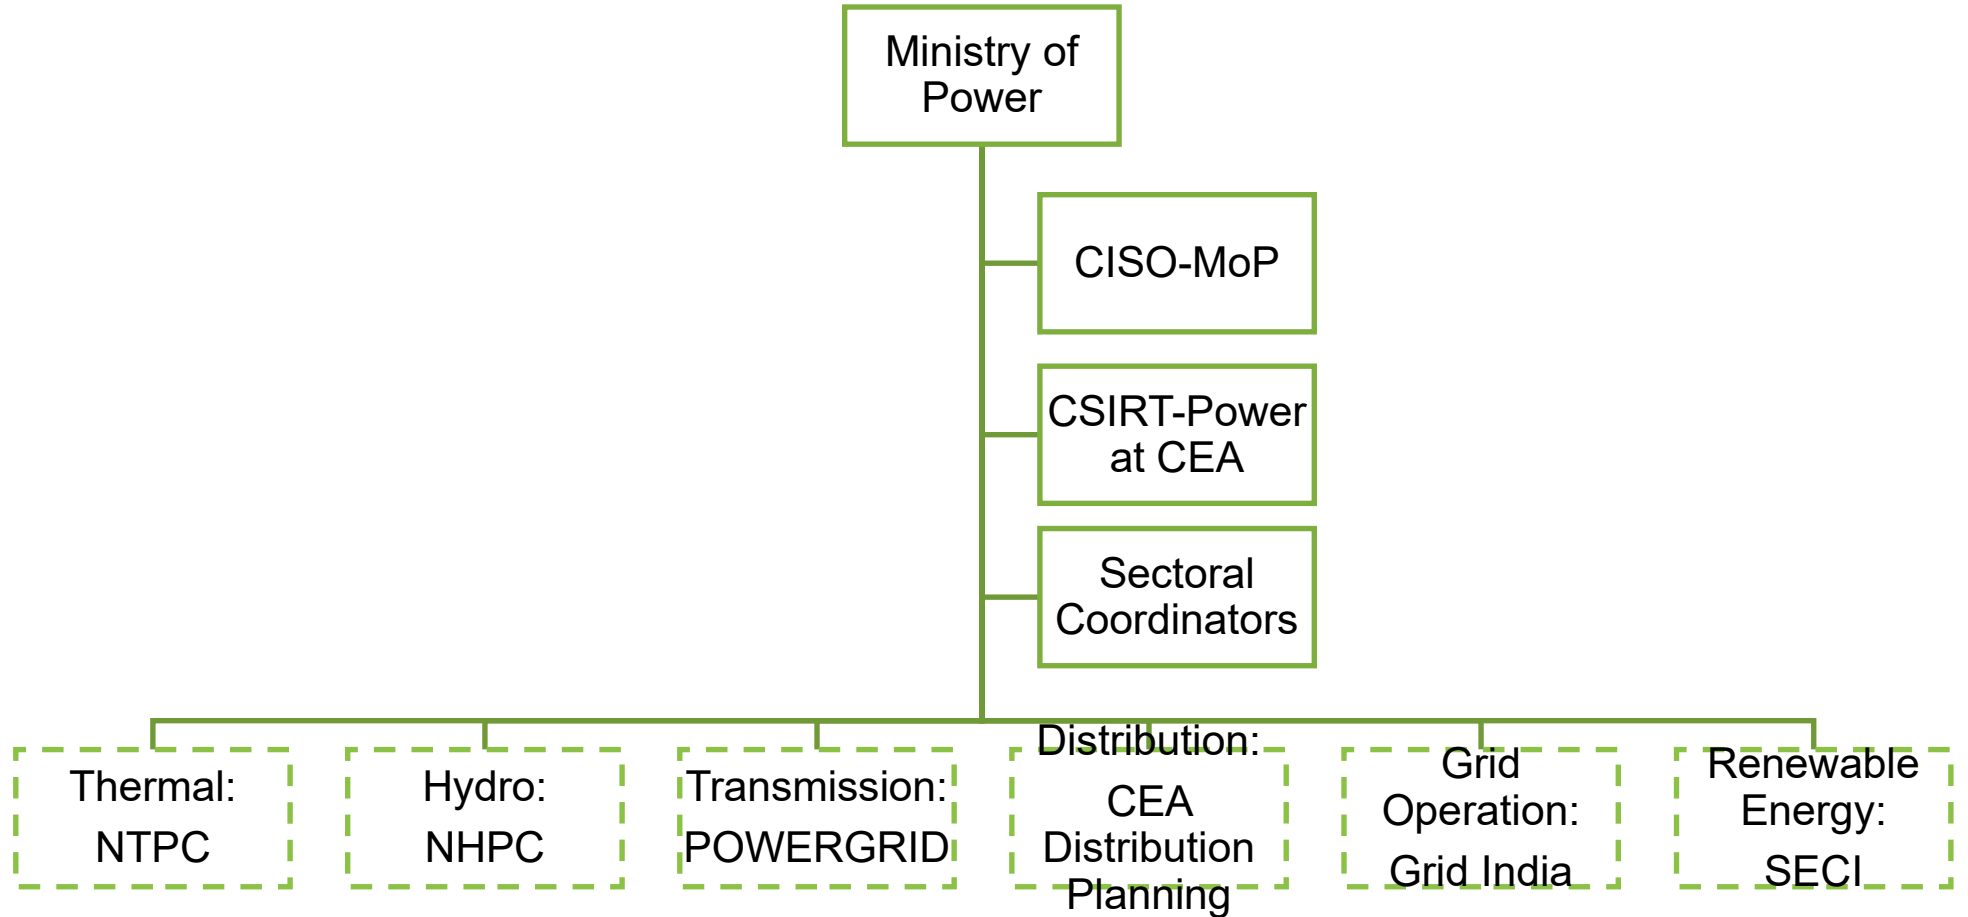 Ministry of
Power
CISO-MoP
CSIRT-Power
at CEA
Sectoral
Coordinators
Thermal:
NTPC
Hydro:
NHPC
Transmission:
POWERGRID
Distribution:
CEA
Distribution
Planning
Grid
Operation:
Grid India
Renewable
Energy:
SECI